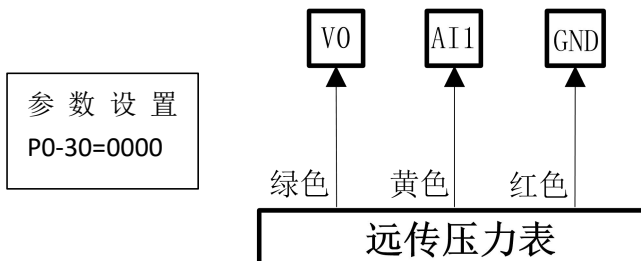 V0 AI1 GND
参 数 设 置
P0-30=0000
绿色 黄色 红色
远传压力表